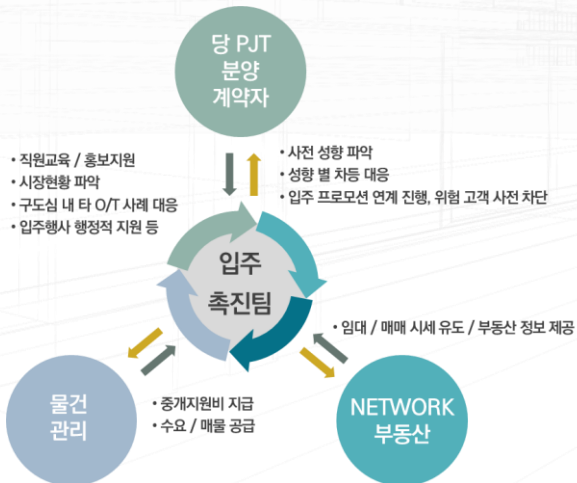 당 PJT
분양
계약자
• 직원교육 / 홍보지원
• 시장현황 파악
• 구도심 내 타 O/T 사례 대응
• 입주행사 행정적 지원 등
• 사전 성향 파악
• 성향 별 차등 대응
• 입주 프로모션 연계 진행, 위험 고객 사전 차단
입주
촉진팀
• 임대 / 매매 시세 유도 / 부동산 정보 제공
물건
관리
• 중개지원비 지급
• 수요 / 매물 공급
NETWORK
부동산